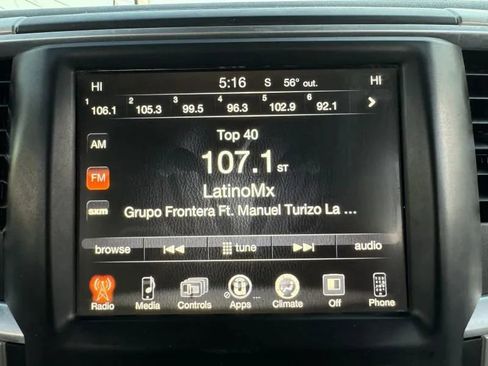 HI 5:16 S 56° out. HI
1 106.1 2 105.3 3 99.5 4 96.3 5 102.9 6 92.1
AM
Top 40
107.1 ST
FM
LatinoMx
sxm
Grupo Frontera Ft. Manuel Turizo La ...
browse tune audio
Radio Media Controls Apps Climate Off Phone